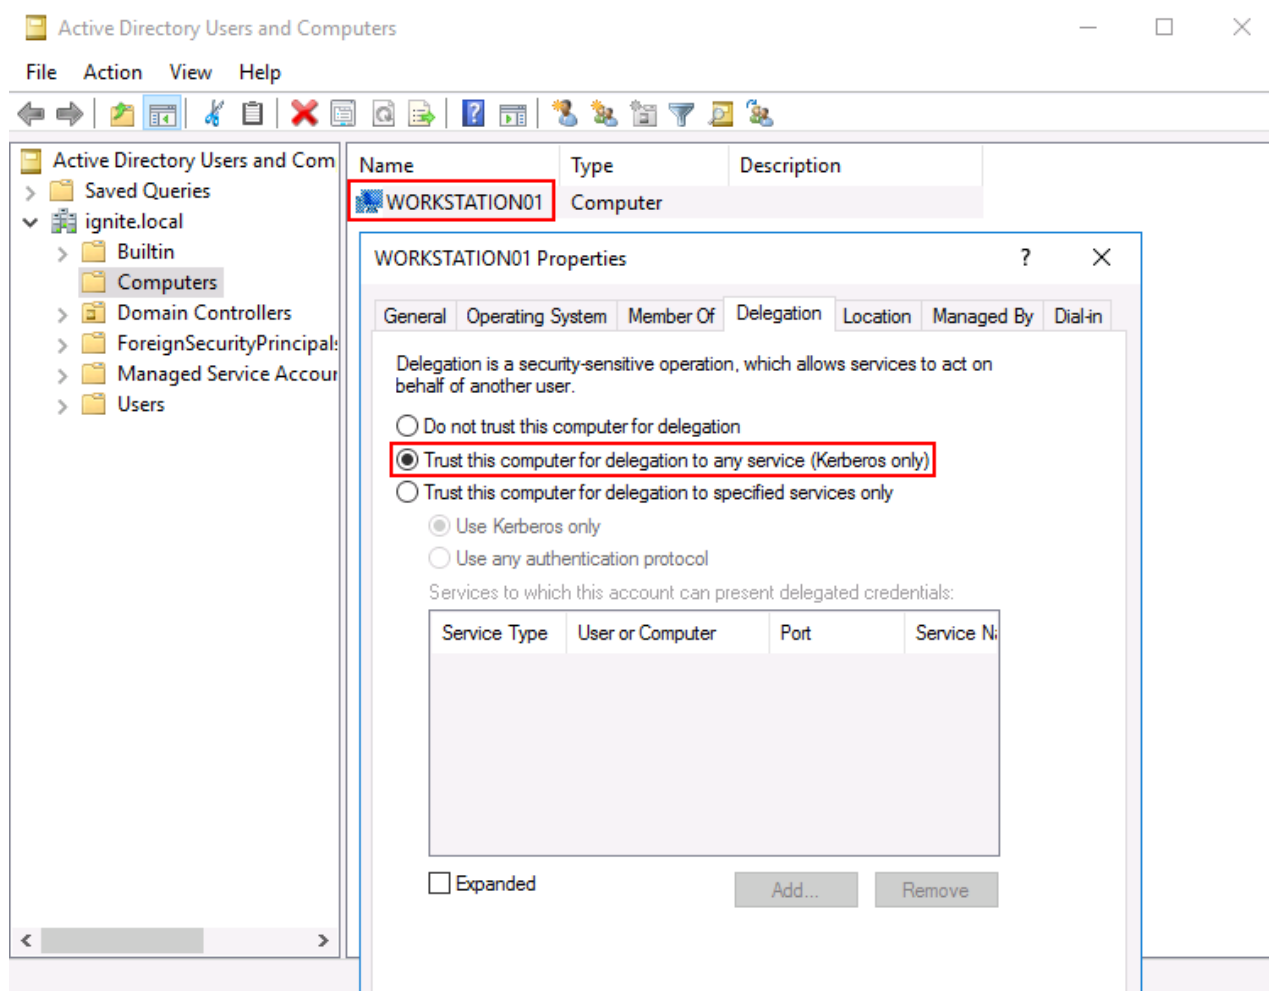 Active Directory Users and Computers
File Action View Help
Active Directory Users and Com
Saved Queries
ignite.local
Builtin
Computers
Domain Controllers
ForeignSecurityPrincipals
Managed Service Accour
Users
Name Type Description
WORKSTATION01 Computer
WORKSTATION01 Properties ?
General Operating System Member Of Delegation Location Managed By Dial-in
Delegation is a security-sensitive operation, which allows services to act on
behalf of another user.
Do not trust this computer for delegation
Trust this computer for delegation to any service (Kerberos only)
Trust this computer for delegation to specified services only
Use Kerberos only
Use any authentication protocol
Services to which this account can present delegated credentials:
Service Type User or Computer Port Service Na
Expanded Add... Remove